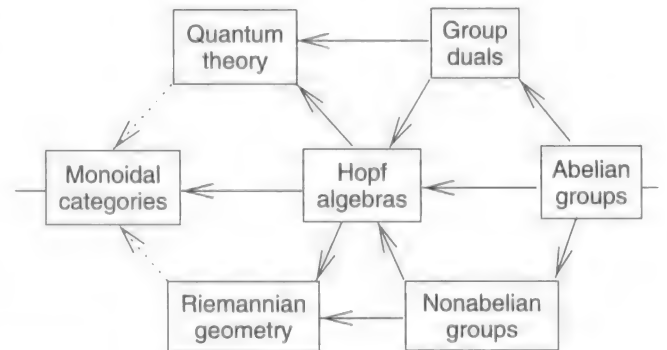 Quantum
theory
Group
duals
Monoidal
categories
Hopf
algebras
Abelian
groups
Riemannian
geometry
Nonabelian
groups